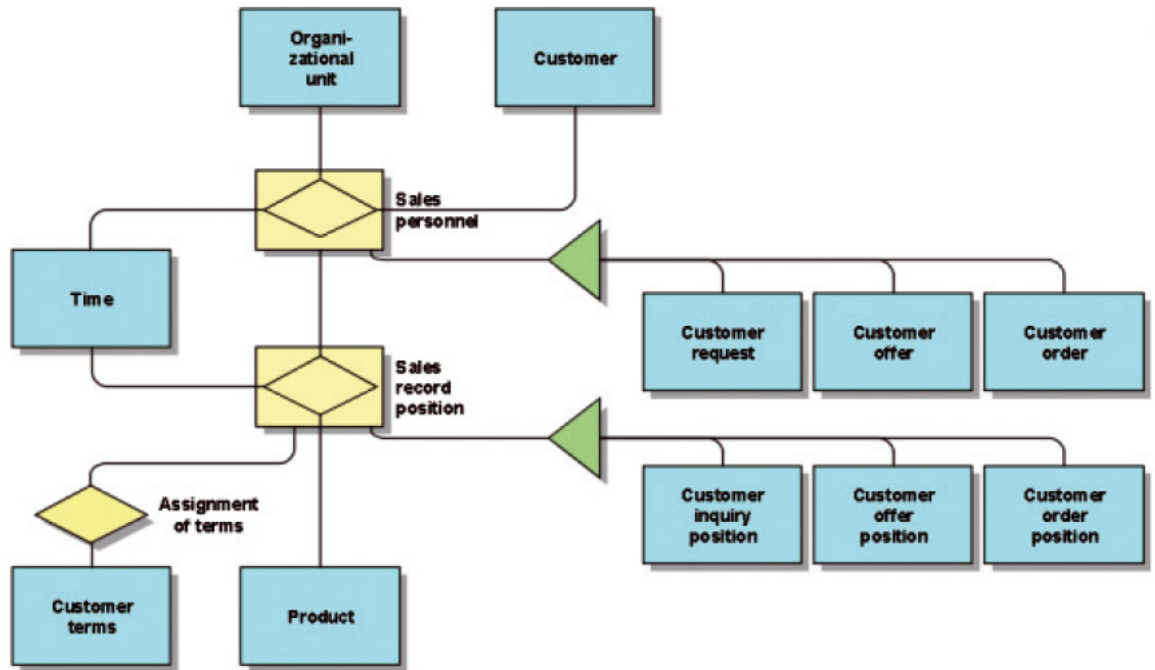 Organi-
zational
unit
Customer
Sales
personnel
Time
Customer
request
Customer
offer
Customer
order
Sales
record
position
Assignment
of terms
Customer
inquiry
position
Customer
offer
position
Customer
order
position
Customer
terms
Product